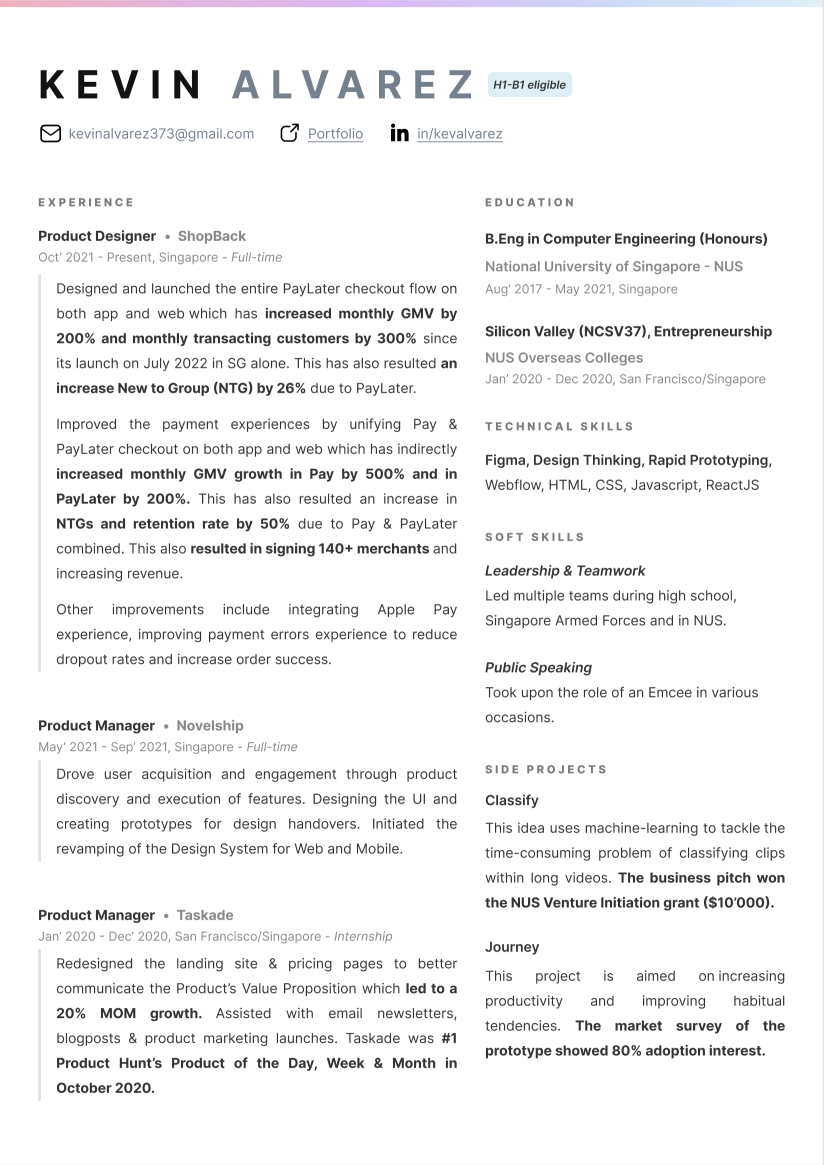 KEVIN ALVAREZ H1-B1 eligible
kevinalvarez373@gmail.com Portfolio in/kevalvarez
EXPERIENCE
Product Designer • ShopBack
Oct’ 2021 - Present, Singapore - Full-time
Designed and launched the entire PayLater checkout flow on
both app and web which has increased monthly GMV by
200% and monthly transacting customers by 300% since
its launch on July 2022 in SG alone. This has also resulted an
increase New to Group (NTG) by 26% due to PayLater.
Improved the payment experiences by unifying Pay &
PayLater checkout on both app and web which has indirectly
increased monthly GMV growth in Pay by 500% and in
PayLater by 200%. This has also resulted an increase in
NTGs and retention rate by 50% due to Pay & PayLater
combined. This also resulted in signing 140+ merchants and
increasing revenue.
Other improvements include integrating Apple Pay
experience, improving payment errors experience to reduce
dropout rates and increase order success.
Product Manager • Novelship
May’ 2021 - Sep’ 2021, Singapore - Full-time
Drove user acquisition and engagement through product
discovery and execution of features. Designing the UI and
creating prototypes for design handovers. Initiated the
revamping of the Design System for Web and Mobile.
Product Manager • Taskade
Jan’ 2020 - Dec’ 2020, San Francisco/Singapore - Internship
Redesigned the landing site & pricing pages to better
communicate the Product’s Value Proposition which led to a
20% MOM growth. Assisted with email newsletters,
blogposts & product marketing launches. Taskade was #1
Product Hunt’s Product of the Day, Week & Month in
October 2020.
EDUCATION
B.Eng in Computer Engineering (Honours)
National University of Singapore - NUS
Aug’ 2017 - May 2021, Singapore
Silicon Valley (NCSV37), Entrepreneurship
NUS Overseas Colleges
Jan’ 2020 - Dec 2020, San Francisco/Singapore
TECHNICAL SKILLS
Figma, Design Thinking, Rapid Prototyping,
Webflow, HTML, CSS, Javascript, ReactJS
SOFT SKILLS
Leadership & Teamwork
Led multiple teams during high school,
Singapore Armed Forces and in NUS.
Public Speaking
Took upon the role of an Emcee in various
occasions.
SIDE PROJECTS
Classify
This idea uses machine-learning to tackle the
time-consuming problem of classifying clips
within long videos. The business pitch won
the NUS Venture Initiation grant ($10’000).
Journey
This project is aimed on increasing
productivity and improving habitual
tendencies. The market survey of the
prototype showed 80% adoption interest.